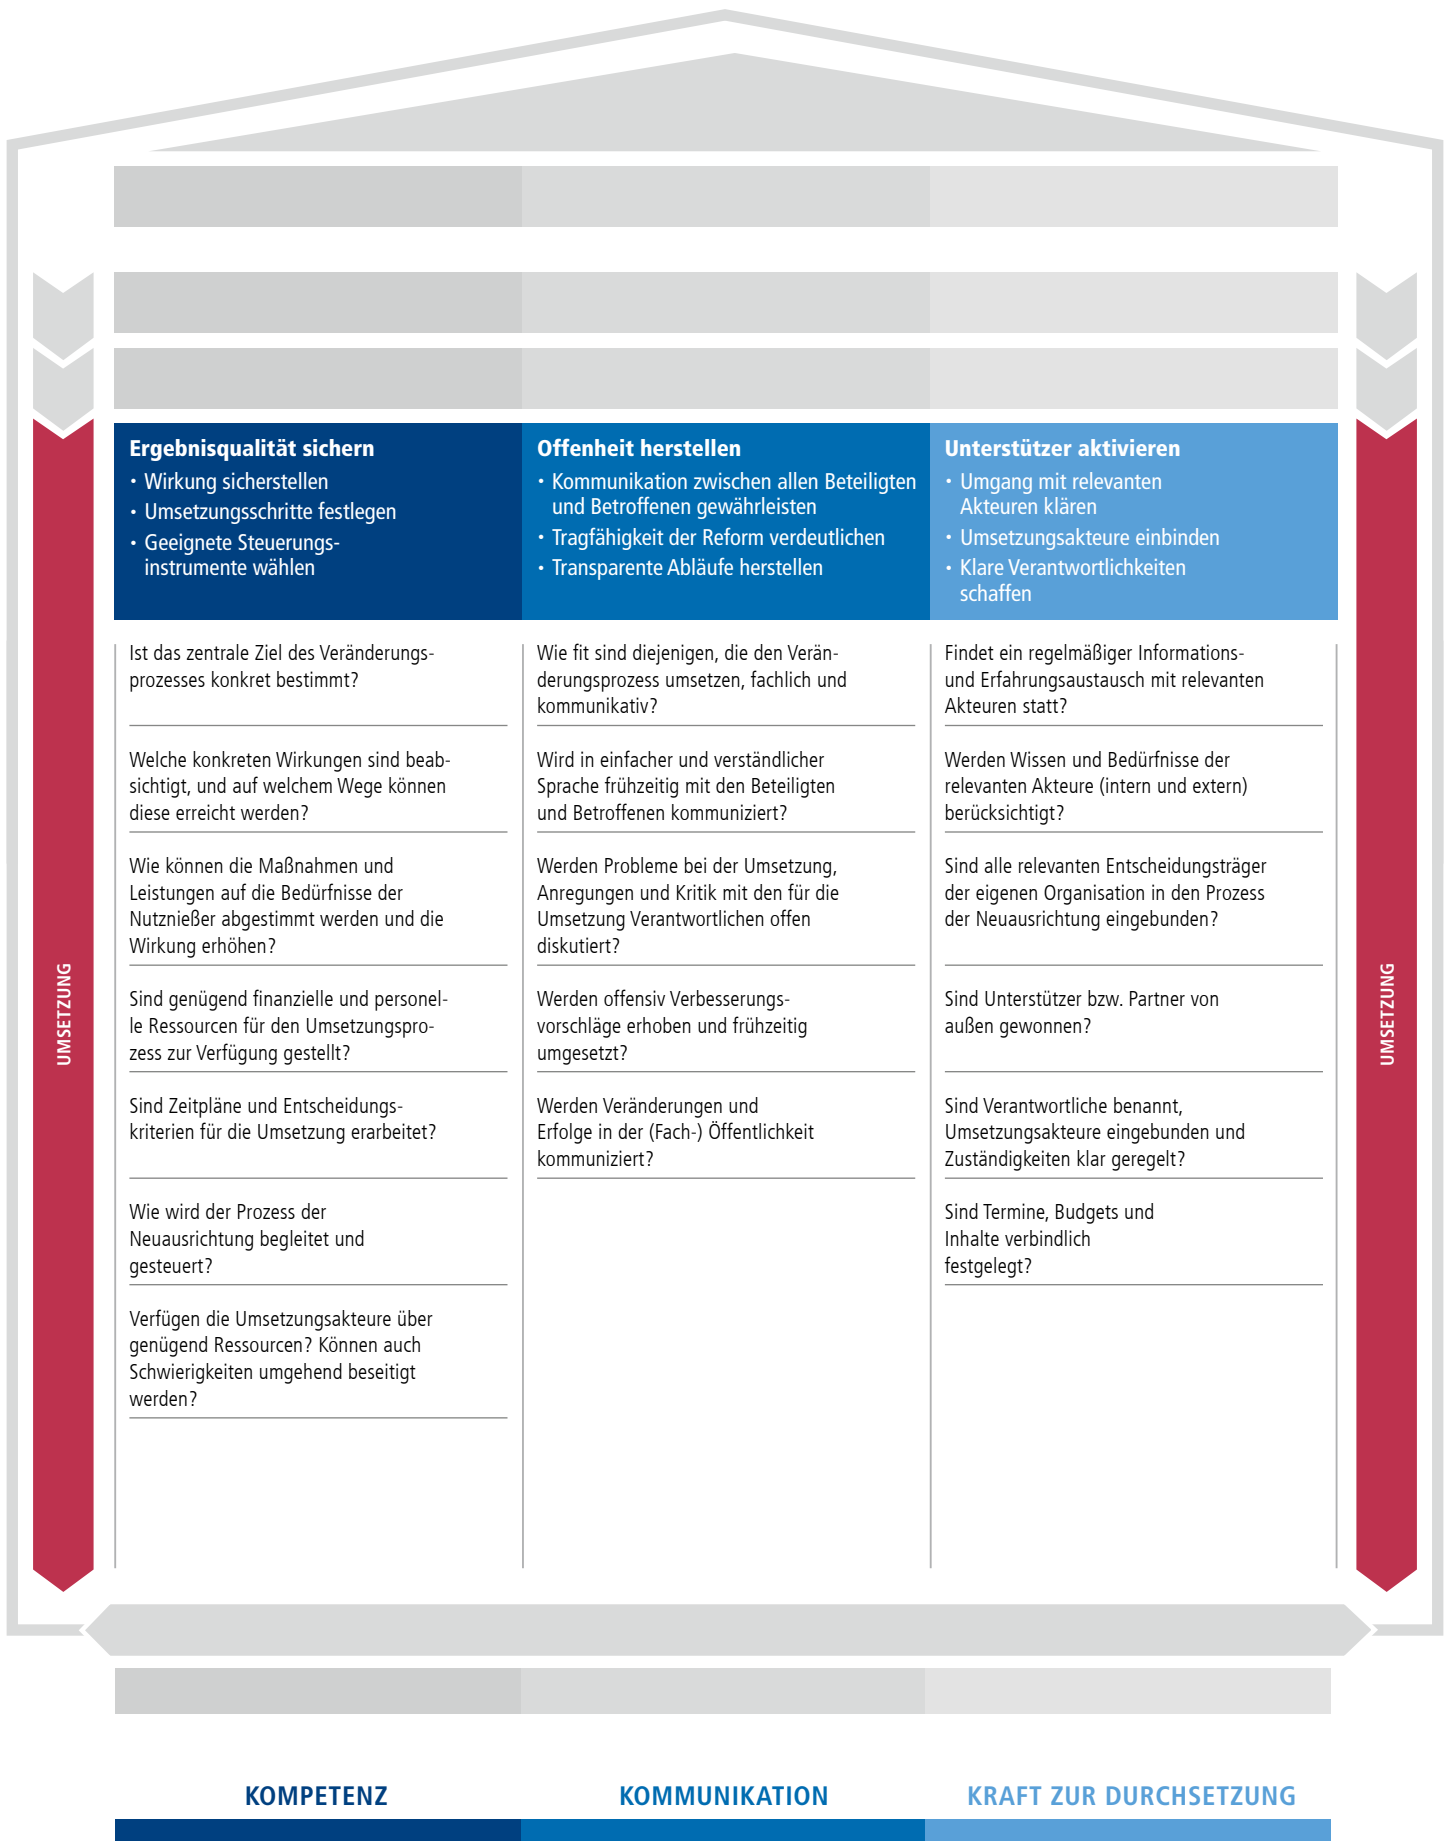 Ergebnisqualität sichern
· Wirkung sicherstellen
· Umsetzungsschritte festlegen
· Geeignete Steuerungs-
instrumente wählen
Offenheit herstellen
· Kommunikation zwischen allen Beteiligten
und Betroffenen gewährleisten
· Tragfähigkeit der Reform verdeutlichen
· Transparente Abläufe herstellen
Unterstützer aktivieren
· Umgang mit relevanten
Akteuren klären
· Umsetzungsakteure einbinden
· Klare Verantwortlichkeiten
schaffen
UMSETZUNG
Ist das zentrale Ziel des Veränderungs-
prozesses konkret bestimmt?
Welche konkreten Wirkungen sind beab-
sichtigt, und auf welchem Wege können
diese erreicht werden?
Wie können die Maßnahmen und
Leistungen auf die Bedürfnisse der
Nutznießer abgestimmt werden und die
Wirkung erhöhen?
Sind genügend finanzielle und personel-
le Ressourcen für den Umsetzungspro-
zess zur Verfügung gestellt?
Sind Zeitpläne und Entscheidungs-
kriterien für die Umsetzung erarbeitet?
Wie wird der Prozess der
Neuausrichtung begleitet und
gesteuert?
Verfügen die Umsetzungsakteure über
genügend Ressourcen? Können auch
Schwierigkeiten umgehend beseitigt
werden?
Wie fit sind diejenigen, die den Verän-
derungsprozess umsetzen, fachlich und
kommunikativ?
Wird in einfacher und verständlicher
Sprache frühzeitig mit den Beteiligten
und Betroffenen kommuniziert?
Werden Probleme bei der Umsetzung,
Anregungen und Kritik mit den für die
Umsetzung Verantwortlichen offen
diskutiert?
Werden offensiv Verbesserungs-
vorschläge erhoben und frühzeitig
umgesetzt?
Werden Veränderungen und
Erfolge in der (Fach-) Öffentlichkeit
kommuniziert?
Findet ein regelmäßiger Informations-
und Erfahrungsaustausch mit relevanten
Akteuren statt?
Werden Wissen und Bedürfnisse der
relevanten Akteure (intern und extern)
berücksichtigt?
Sind alle relevanten Entscheidungsträger
der eigenen Organisation in den Prozess
der Neuausrichtung eingebunden?
Sind Unterstützer bzw. Partner von
außen gewonnen?
Sind Verantwortliche benannt,
Umsetzungsakteure eingebunden und
Zuständigkeiten klar geregelt?
Sind Termine, Budgets und
Inhalte verbindlich
festgelegt?
UMSETZUNG
KOMPETENZ
KOMMUNIKATION
KRAFT ZUR DURCHSETZUNG